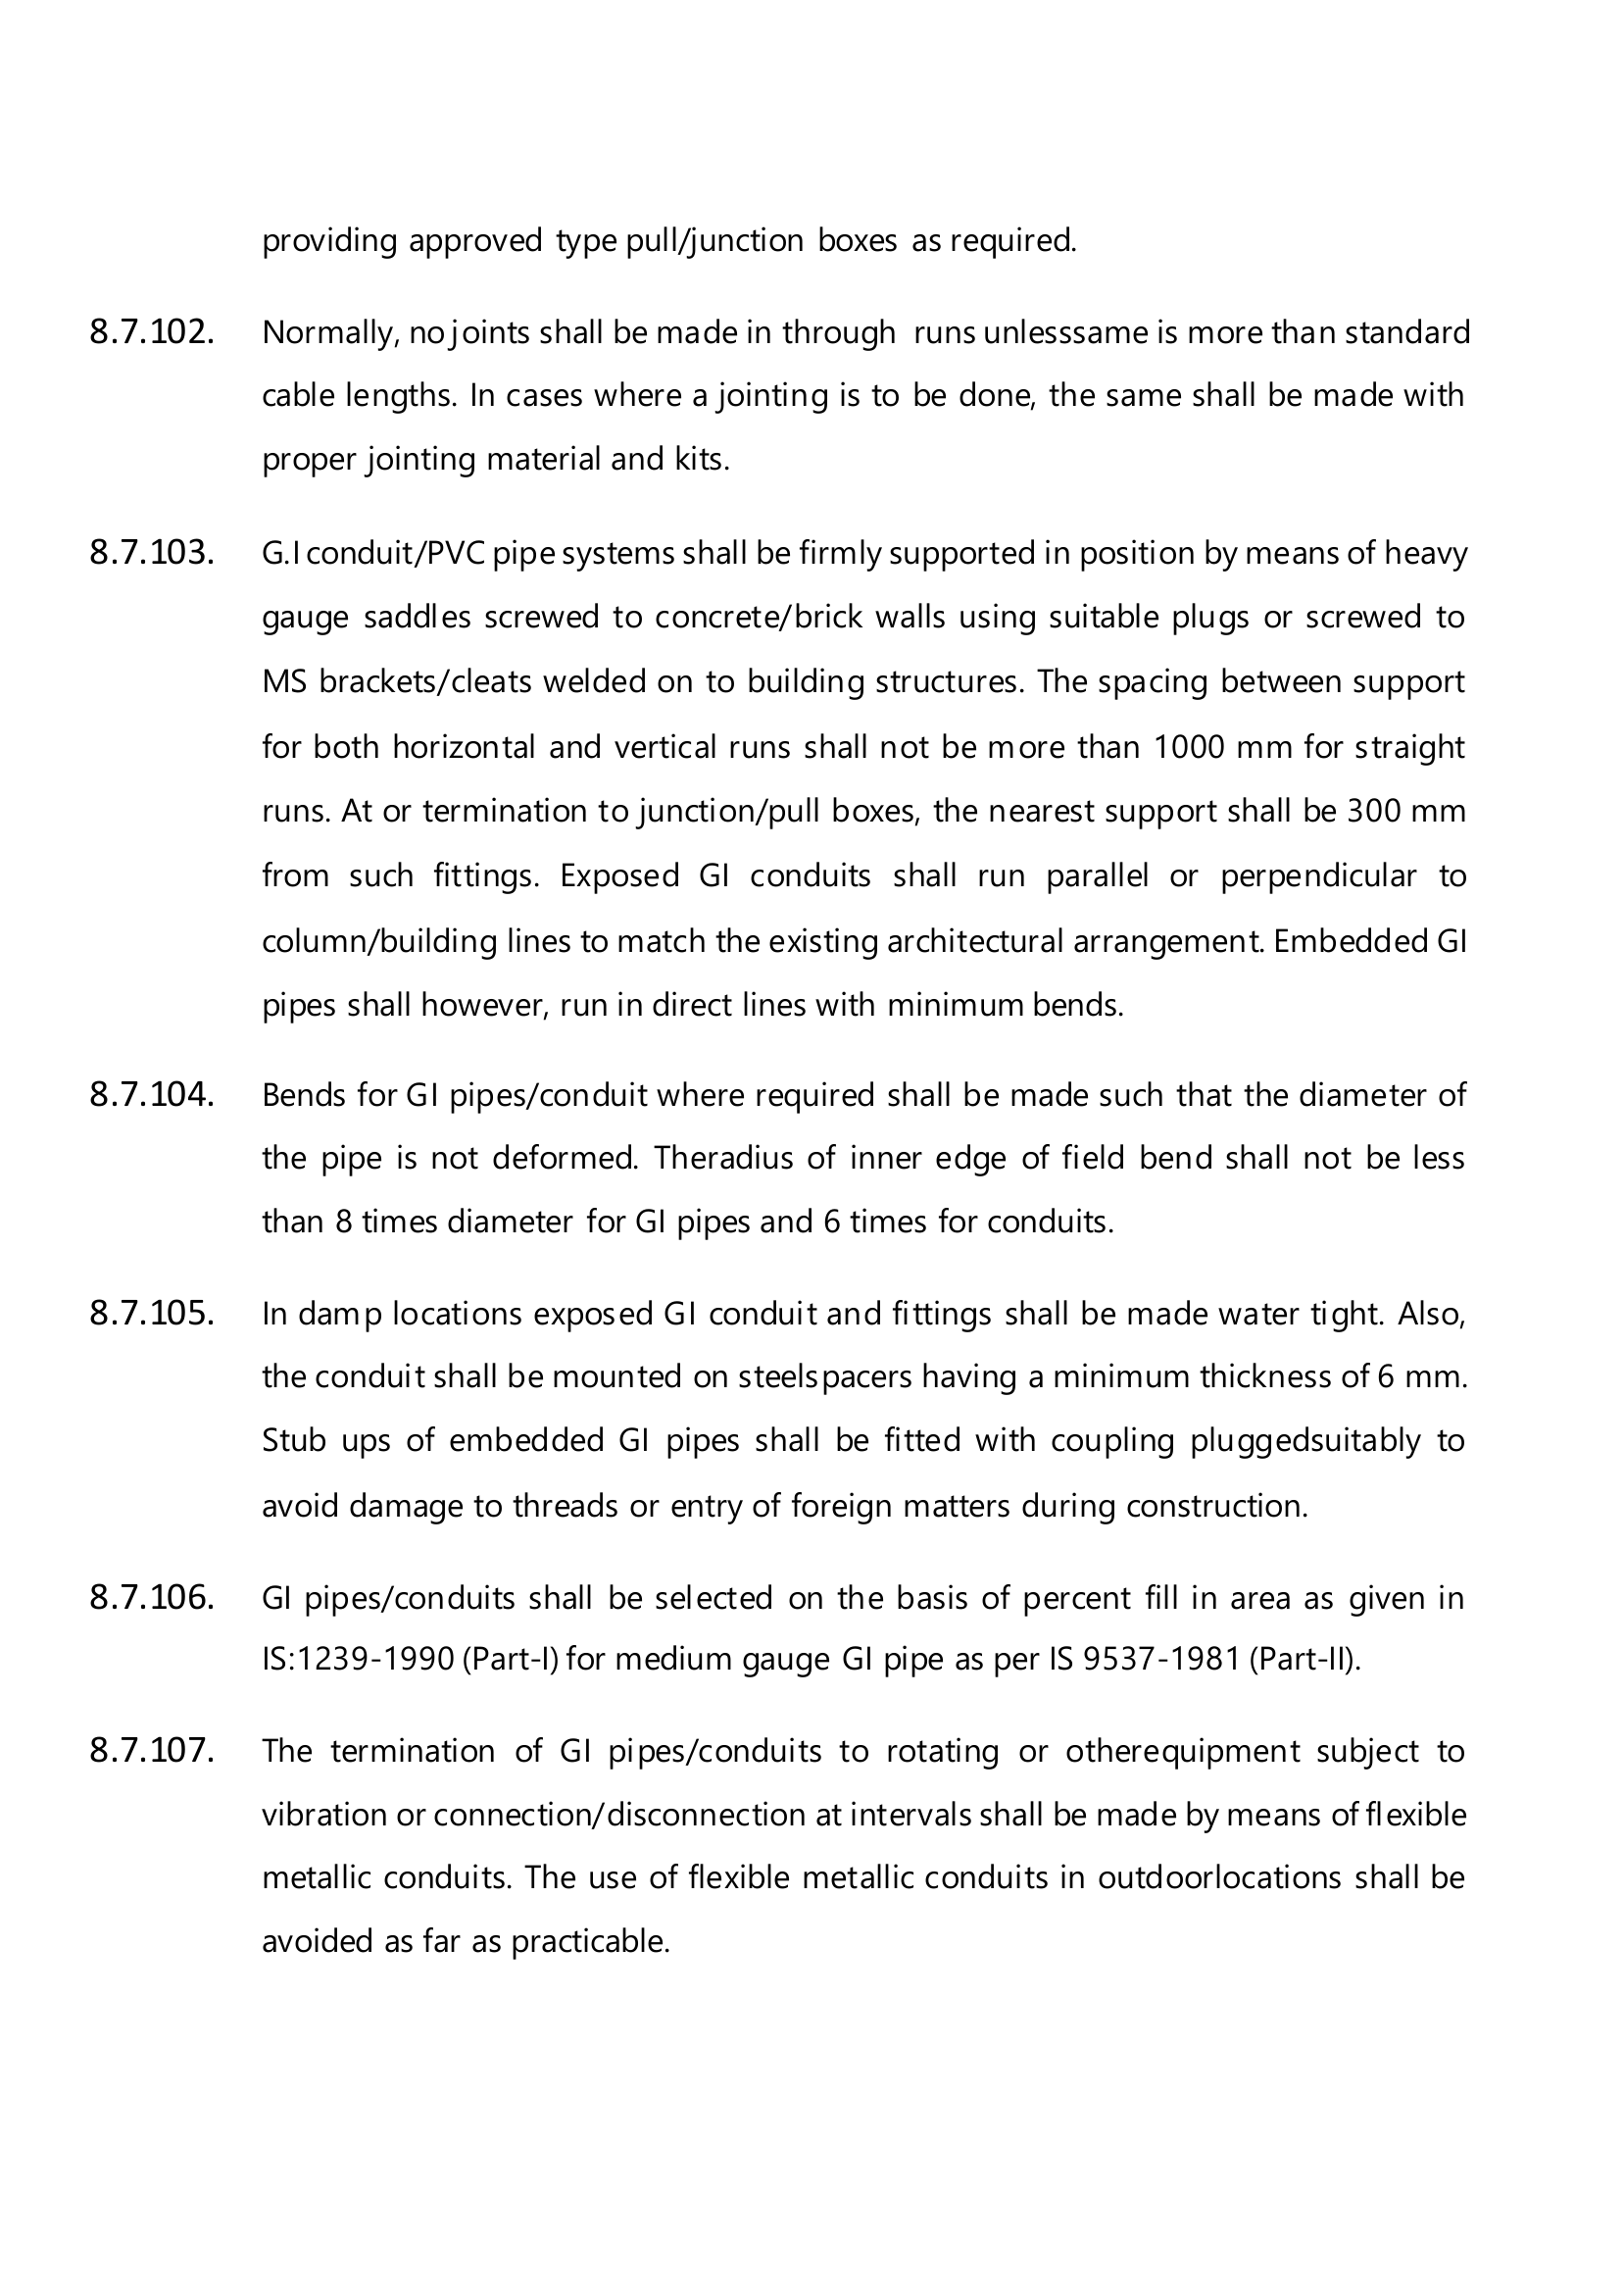 providing approved type pull/junction boxes as required.
8.7.102. Normally, no joints shall be made in through runs unlesssame is more than standard
cable lengths. In cases where a jointing is to be done, the same shall be made with
proper jointing material and kits.
8.7.103. G.I conduit/PVC pipe systems shall be firmly supported in position by means of heavy
gauge saddles screwed to concrete/brick walls using suitable plugs or screwed to
MS brackets/cleats welded on to building structures. The spacing between support
for both horizontal and vertical runs shall not be more than 1000 mm for straight
runs. At or termination to junction/pull boxes, the nearest support shall be 300 mm
from such fittings. Exposed GI conduits shall run parallel or perpendicular to
column/building lines to match the existing architectural arrangement. Embedded GI
pipes shall however, run in direct lines with minimum bends.
8.7.104. Bends for GI pipes/conduit where required shall be made such that the diameter of
the pipe is not deformed. Theradius of inner edge of field bend shall not be less
than 8 times diameter for GI pipes and 6 times for conduits.
8.7.105. In damp locations exposed GI conduit and fittings shall be made water tight. Also,
the conduit shall be mounted on steelspacers having a minimum thickness of 6 mm.
Stub ups of embedded GI pipes shall be fitted with coupling pluggedsuitably to
avoid damage to threads or entry of foreign matters during construction.
8.7.106. GI pipes/conduits shall be selected on the basis of percent fill in area as given in
IS:1239-1990 (Part-I) for medium gauge GI pipe as per IS 9537-1981 (Part-II).
8.7.107. The termination of GI pipes/conduits to rotating or otherequipment subject to
vibration or connection/disconnection at intervals shall be made by means of flexible
metallic conduits. The use of flexible metallic conduits in outdoorlocations shall be
avoided as far as practicable.